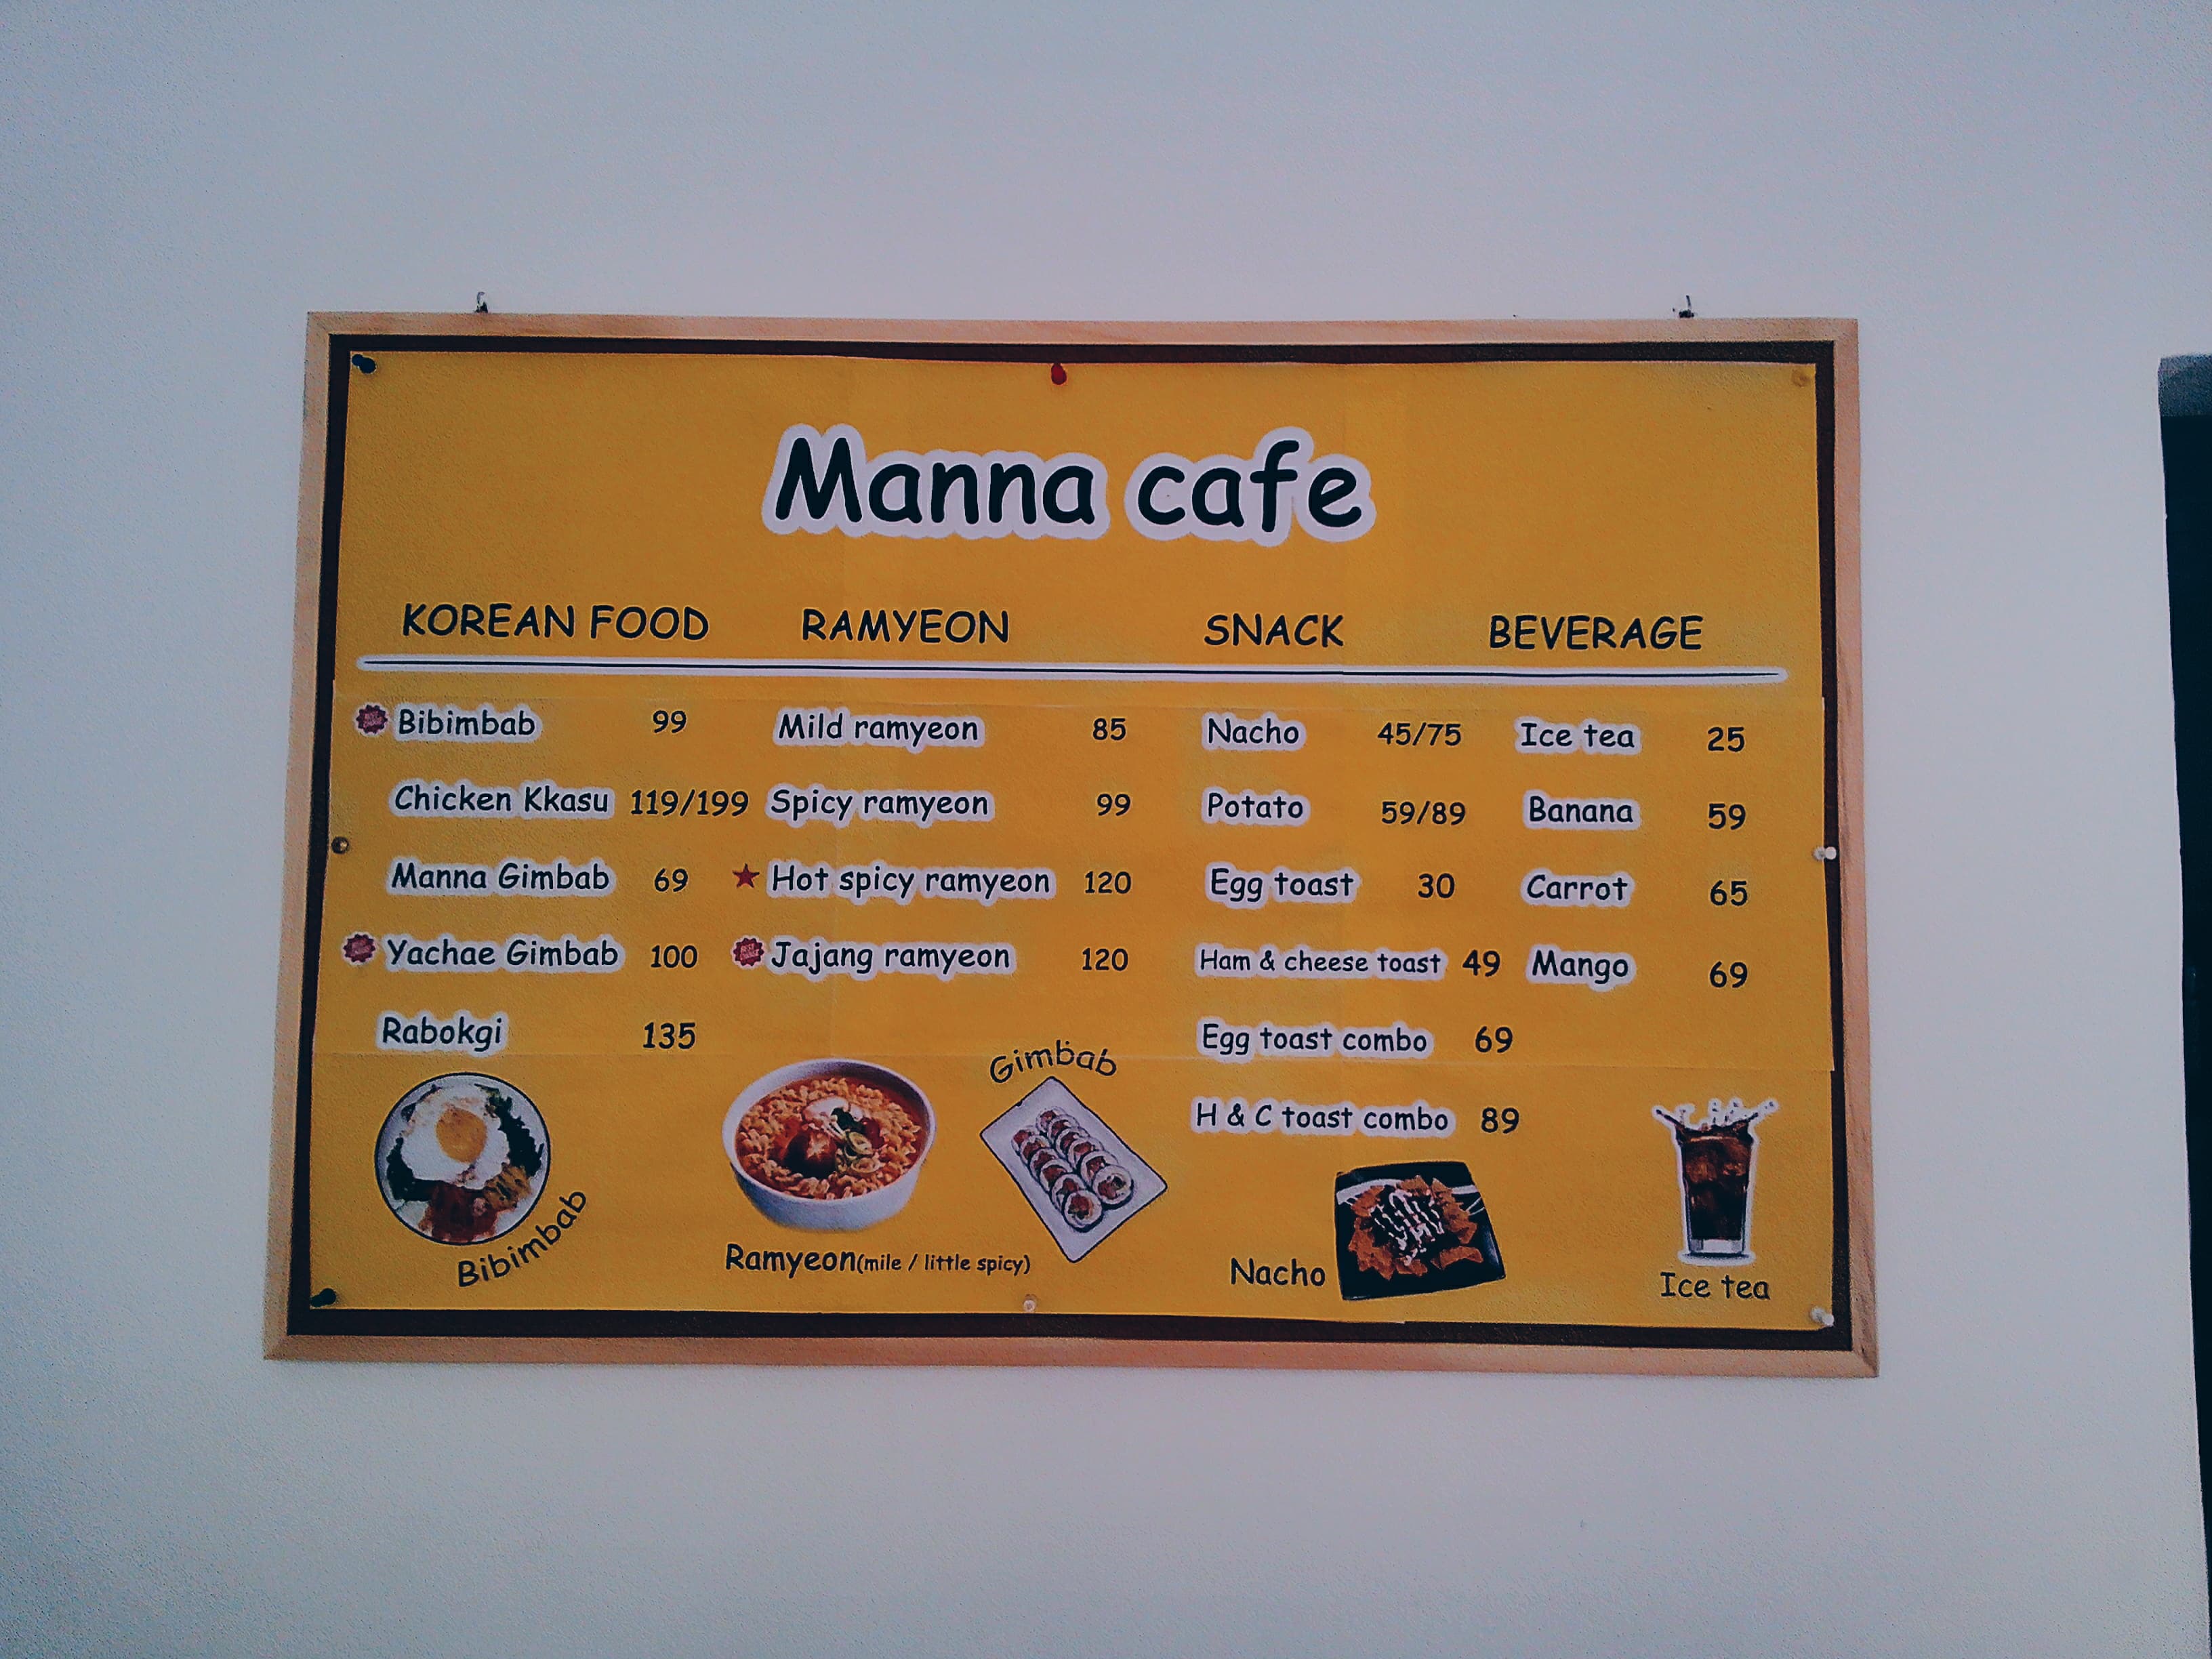 Manna cafe
KOREAN FOOD RAMYEON SNACK BEVERAGE
Bibimbab 99 Mild ramyeon 85 Nacho 45/75 Ice tea 25
Chicken Kkasu 119/199 Spicy ramyeon 99 Potato 59/89 Banana 59
Manna Gimbab 69 Hot spicy ramyeon 120 Egg toast 30 Carrot 65
Yachae Gimbab 100 Jajang ramyeon 120 Ham & cheese toast 49 Mango 69
Rabokgi 135 Egg toast combo 69
Gimbab
H & C toast combo 89
Bibimbab
Ramyeon(mile / little spicy)
Nacho
Ice tea